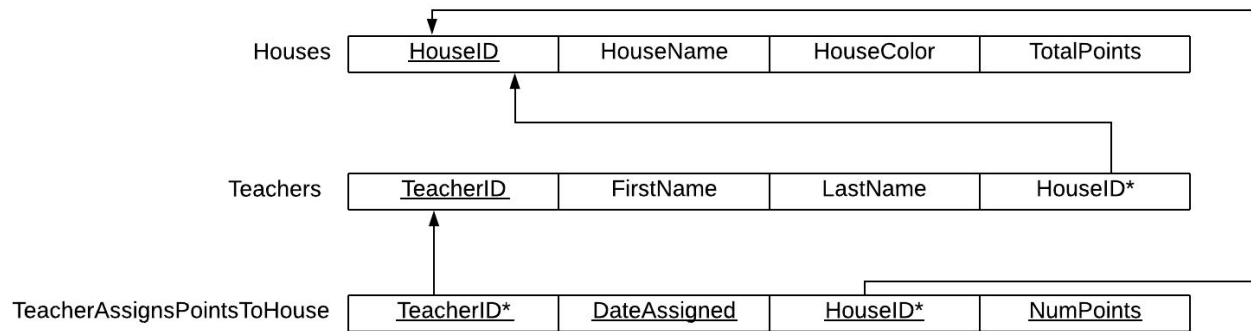 Houses HouseID HouseName HouseColor TotalPoints
Teachers TeacherID FirstName LastName HouseID*
TeacherAssignsPointsToHouse TeacherID* DateAssigned HouseID* NumPoints